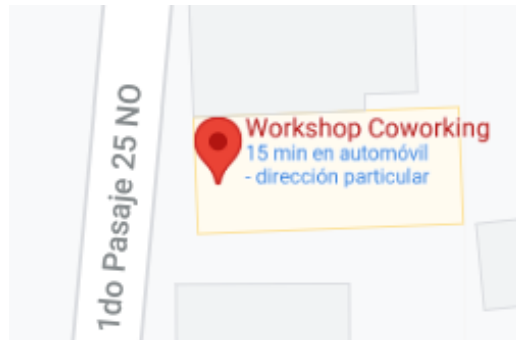 Workshop Coworking
15 min en automóvil
- dirección particular
1do Pasaje 25 NO